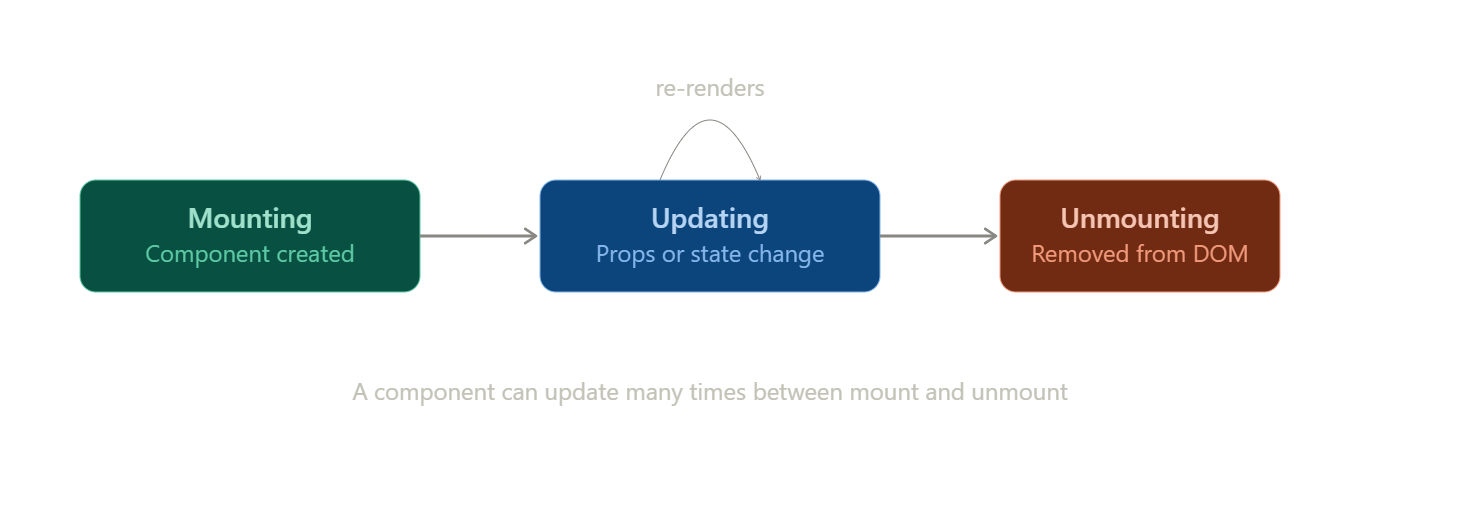 re-renders
Mounting
Component created
Updating
Props or state change
Unmounting
Removed from DOM
A component can update many times between mount and unmount